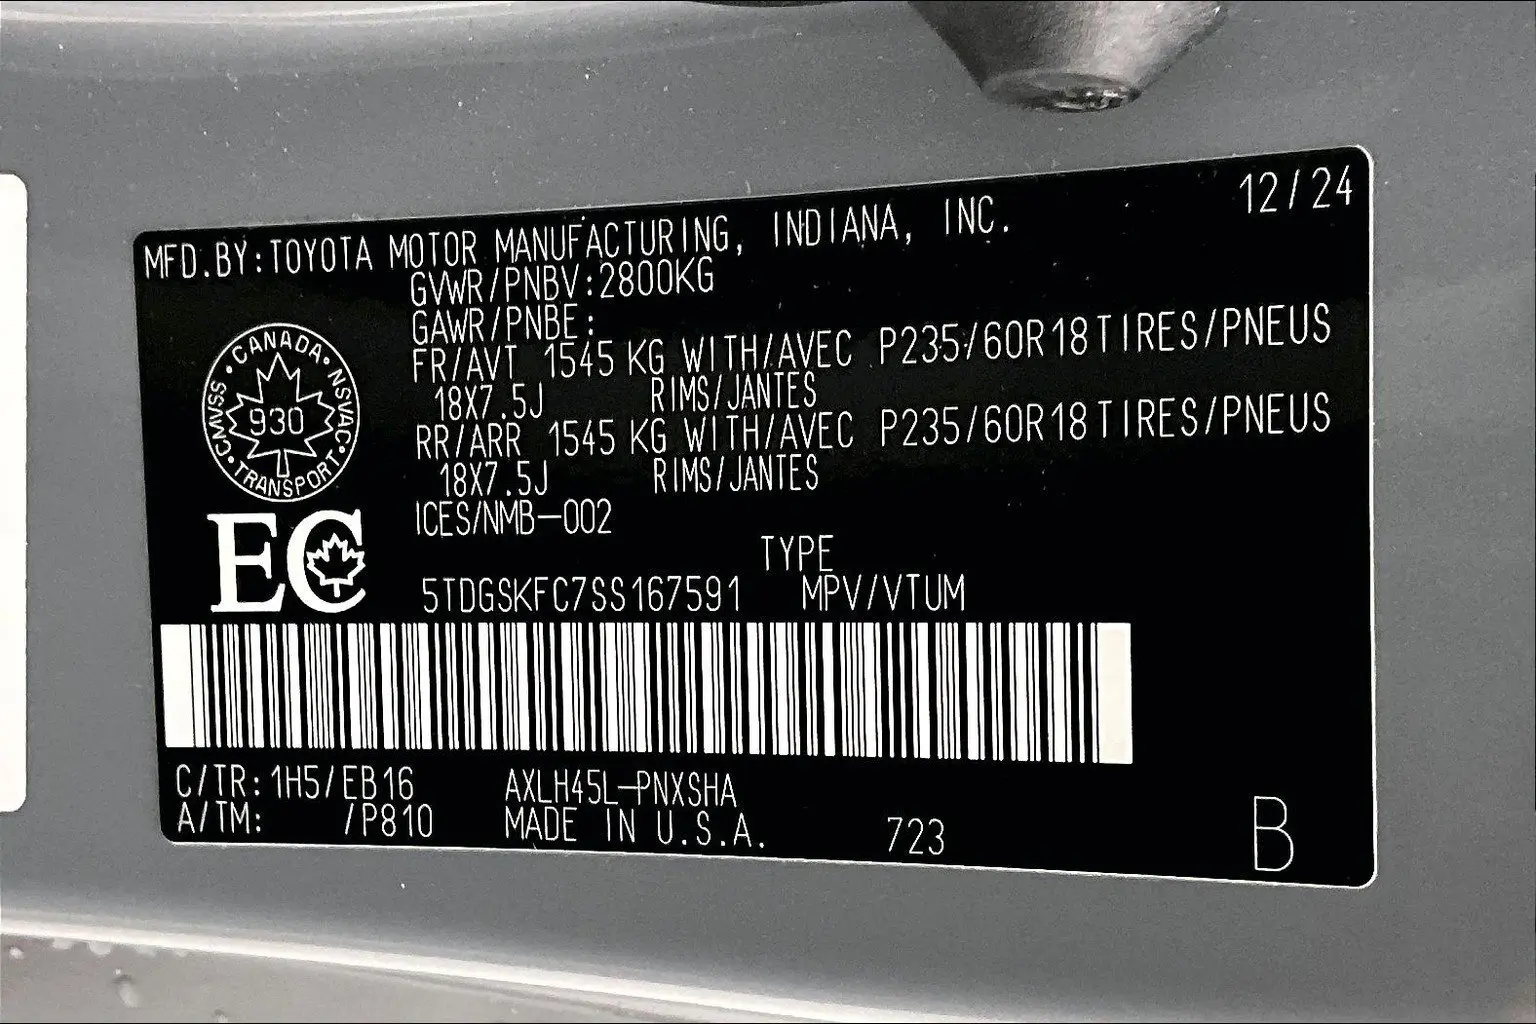 12/24
MFD.BY:TOYOTA MOTOR MANUFACTURING, INDIANA, INC.
GVWR/PNBV:2800KG
GAWR/PNBE:
FR/AVT 1545 KG WITH/AVEC P235/60R18 TIRES/PNEUS
18X7.5J RIMS/JANTES
RR/ARR 1545 KG WITH/AVEC P235/60R18 TIRES/PNEUS
18X7.5J RIMS/JANTES
ICES/NMB-002
CANADA • NSVAC • TRANSPORT • CMVSS •
930
EC
TYPE
5TDGSKFC7SS167591 MPV/VTUM
C/TR:1H5/EB16 AXLH45L-PNXSHA
A/TM: /P810 MADE IN U.S.A. 723 B